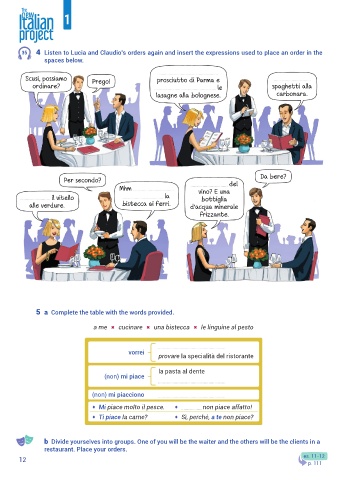 The
new
Italian
project
1
35
4 Listen to Lucia and Claudio's orders again and insert the expressions used to place an order in the
spaces below.
Scusi, possiamo
ordinare?
Prego!
prosciutto di Parma e
le
lasagne alla bolognese.
spaghetti alla
carbonara.
Per secondo?
il vitello
alle verdure.
Mhm
la
bistecca ai ferri.
del
vino? E una
bottiglia
d'acqua minerale
frizzante.
Da bere?
5 a Complete the table with the words provided.
a me × cucinare × una bistecca × le linguine al pesto
vorrei
provare la specialità del ristorante
(non) mi piace
la pasta al dente
(non) mi piacciono
• Mi piace molto il pesce.
• non piace affatto!
• Ti piace la carne?
• Sì, perché, a te non piace?
b Divide yourselves into groups. One of you will be the waiter and the others will be the clients in a
restaurant. Place your orders.
12
es. 11-13
p. 111